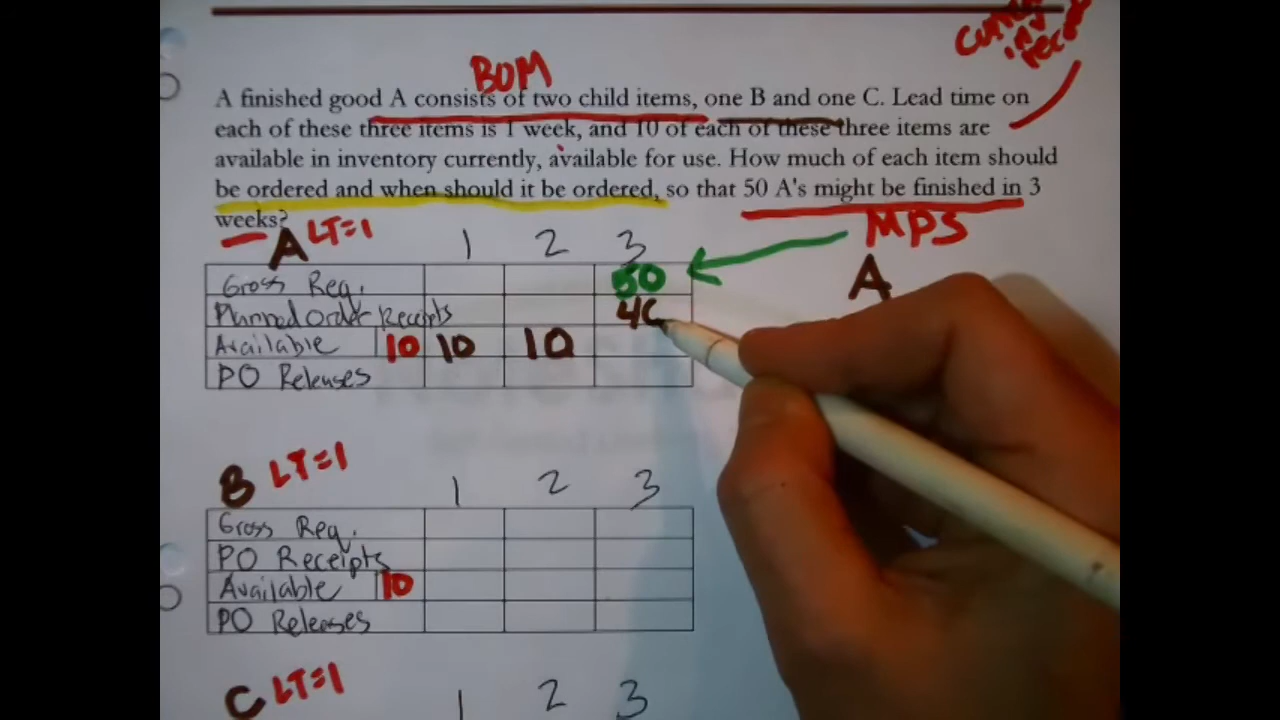 BOM
A finished good A consists of two child items, one B and one C. Lead time on
each of these three items is 1 week, and 10 of each of these three items are
available in inventory currently, available for use. How much of each item should
be ordered and when should it be ordered, so that 50 A's might be finished in 3
weeks?
MPS
A LT=1 1 2 3
A
Gross Req. 50
Planned Order Receipts 40
Available 10 10 10
PO Releases
B LT=1 1 2 3
Gross Req.
PO Receipts
Available 10
PO Releases
C LT=1 1 2 3